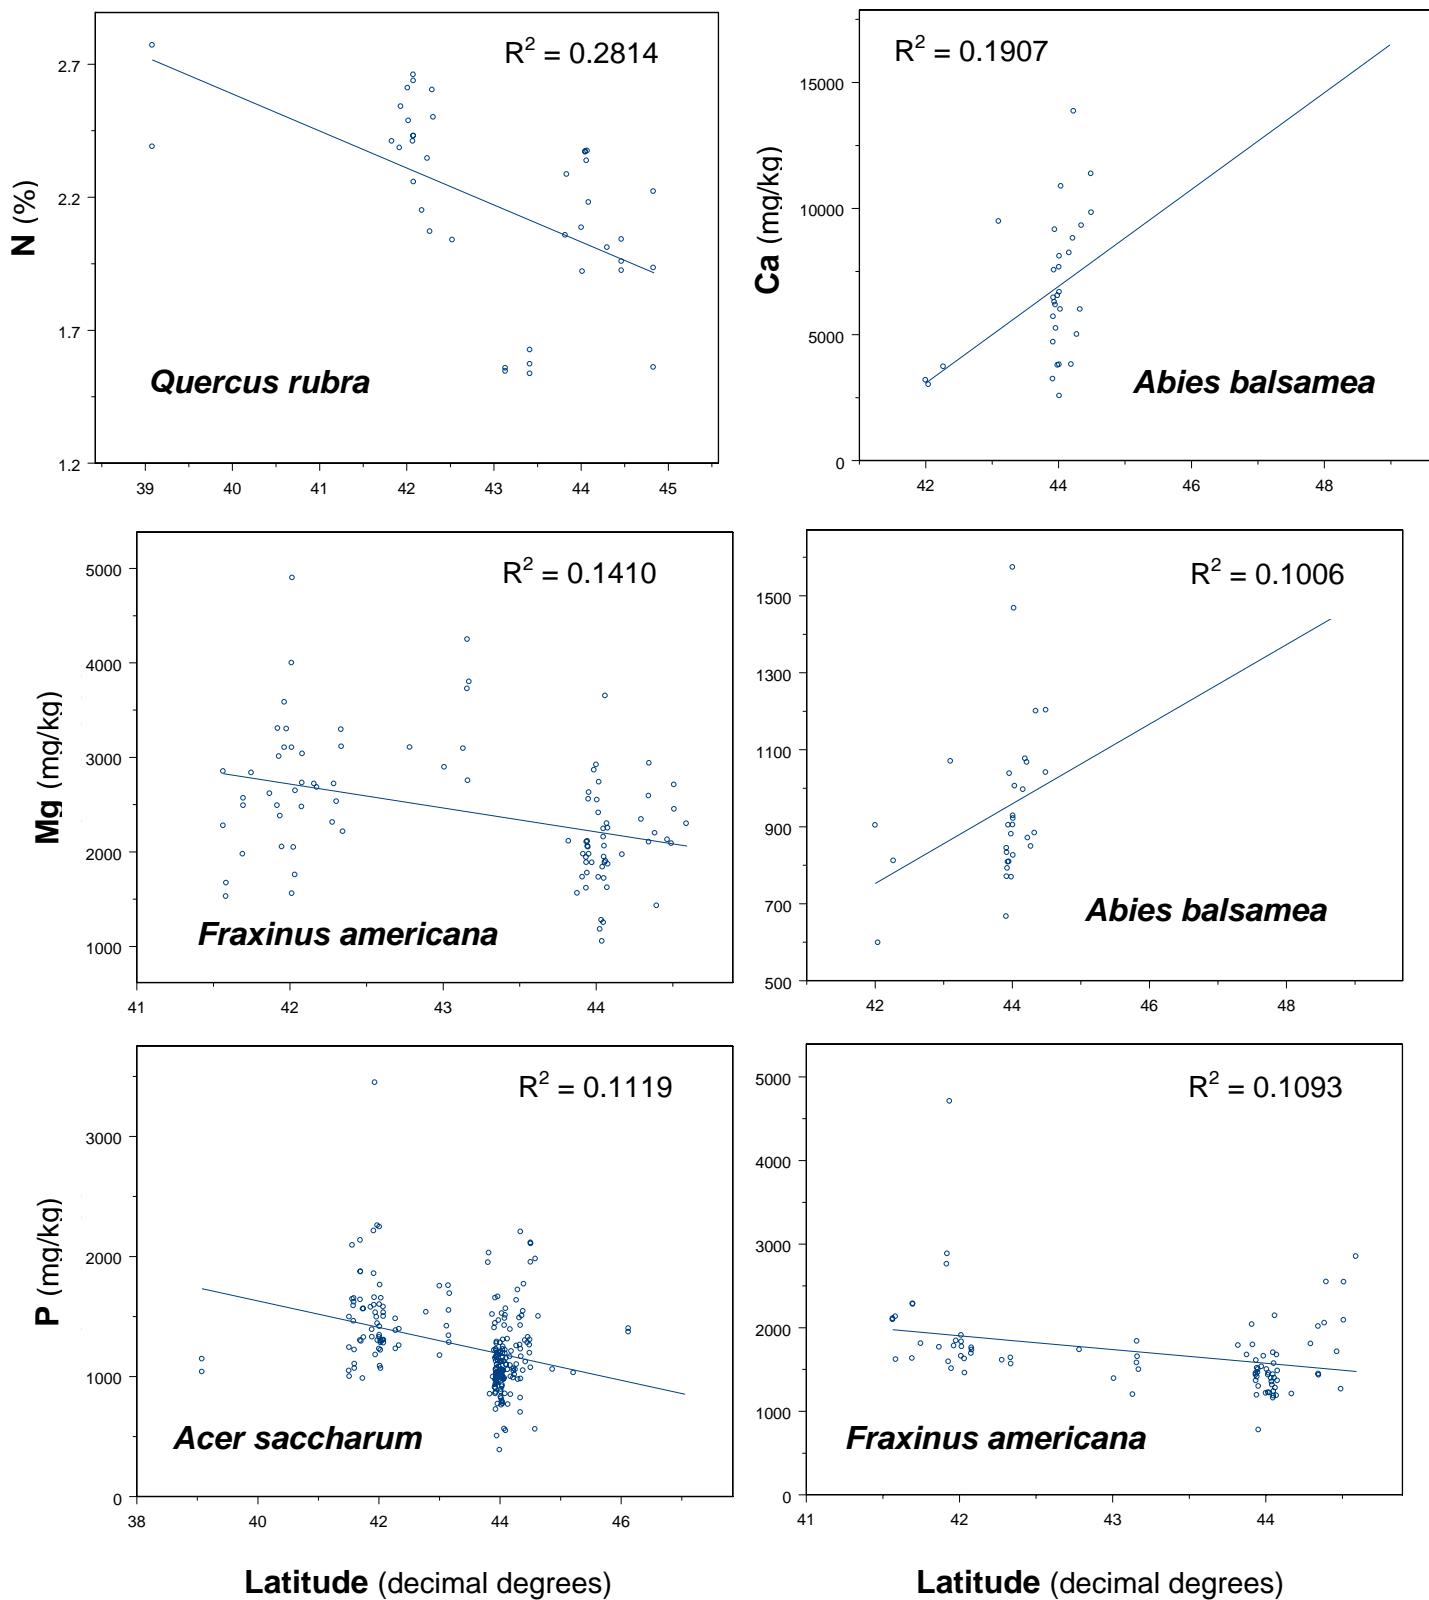 R² = 0.2814
N (%)
2.7
2.2
1.7
1.2
Quercus rubra
39 40 41 42 43 44 45
R² = 0.1907
Ca (mg/kg)
15000
10000
5000
0
Abies balsamea
42 44 46 48
R² = 0.1410
Mg (mg/kg)
5000
4000
3000
2000
1000
Fraxinus americana
41 42 43 44
R² = 0.1006
1500
1300
1100
900
700
500
Abies balsamea
42 44 46 48
R² = 0.1119
P (mg/kg)
3000
2000
1000
0
Acer saccharum
38 40 42 44 46
Latitude (decimal degrees)
R² = 0.1093
5000
4000
3000
2000
1000
0
Fraxinus americana
41 42 43 44
Latitude (decimal degrees)